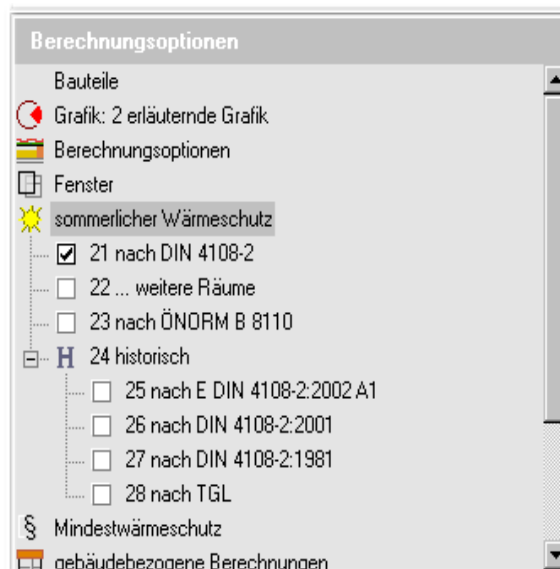 Berechnungsoptionen
Bauteile
Grafik: 2 erläuternde Grafik
Berechnungsoptionen
Fenster
sommerlicher Wärmeschutz
21 nach DIN 4108-2
22 ... weitere Räume
23 nach ÖNORM B 8110
H 24 historisch
25 nach E DIN 4108-2:2002 A1
26 nach DIN 4108-2:2001
27 nach DIN 4108-2:1981
28 nach TGL
§ Mindestwärmeschutz
gebäudebezogene Berechnungen